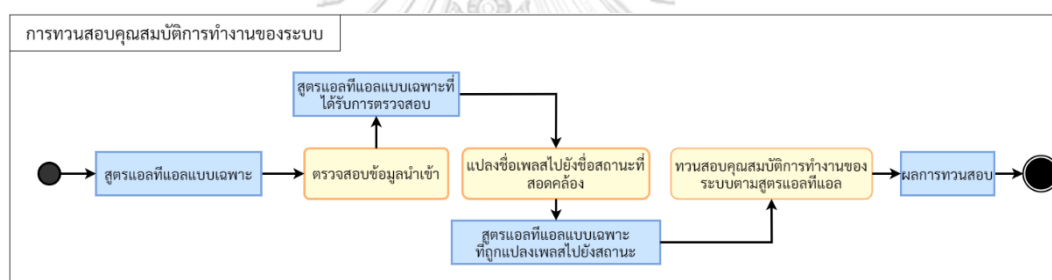 การทวนสอบคุณสมบัติการทำงานของระบบ
สูตรแอลทีแอลแบบเฉพาะ
ตรวจสอบข้อมูลนำเข้า
สูตรแอลทีแอลแบบเฉพาะที่
ได้รับการตรวจสอบ
แปลงชื่อเพลสไปยังชื่อสถานะที่
สอดคล้อง
สูตรแอลทีแอลแบบเฉพาะ
ที่ถูกแปลงเพลสไปยังสถานะ
ทวนสอบคุณสมบัติการทำงานของ
ระบบตามสูตรแอลทีแอล
ผลการทวนสอบ